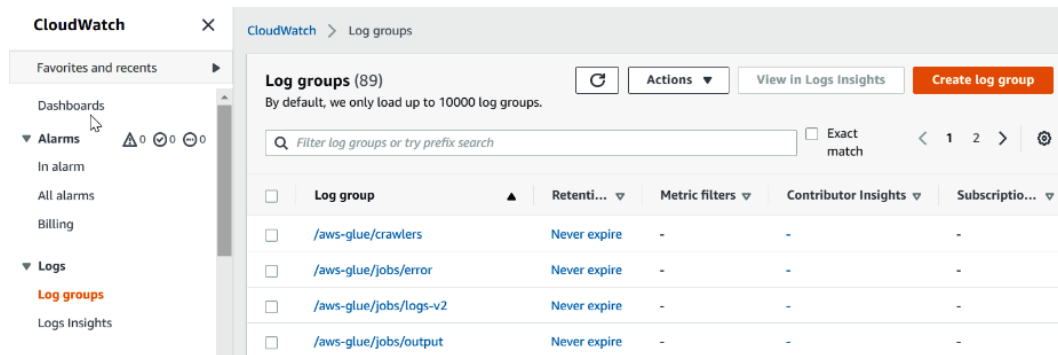 CloudWatch
Favorites and recents
Dashboards
Alarms 0 0 0
In alarm
All alarms
Billing
Logs
Log groups
Logs Insights
CloudWatch > Log groups
Log groups (89)
By default, we only load up to 10000 log groups.
Actions
View in Logs Insights
Create log group
Filter log groups or try prefix search
Exact
match
1 2
Log group Retenti... Metric filters Contributor Insights Subscriptio...
/aws-glue/crawlers Never expire - - -
/aws-glue/jobs/error Never expire - - -
/aws-glue/jobs/logs-v2 Never expire - - -
/aws-glue/jobs/output Never expire - - -